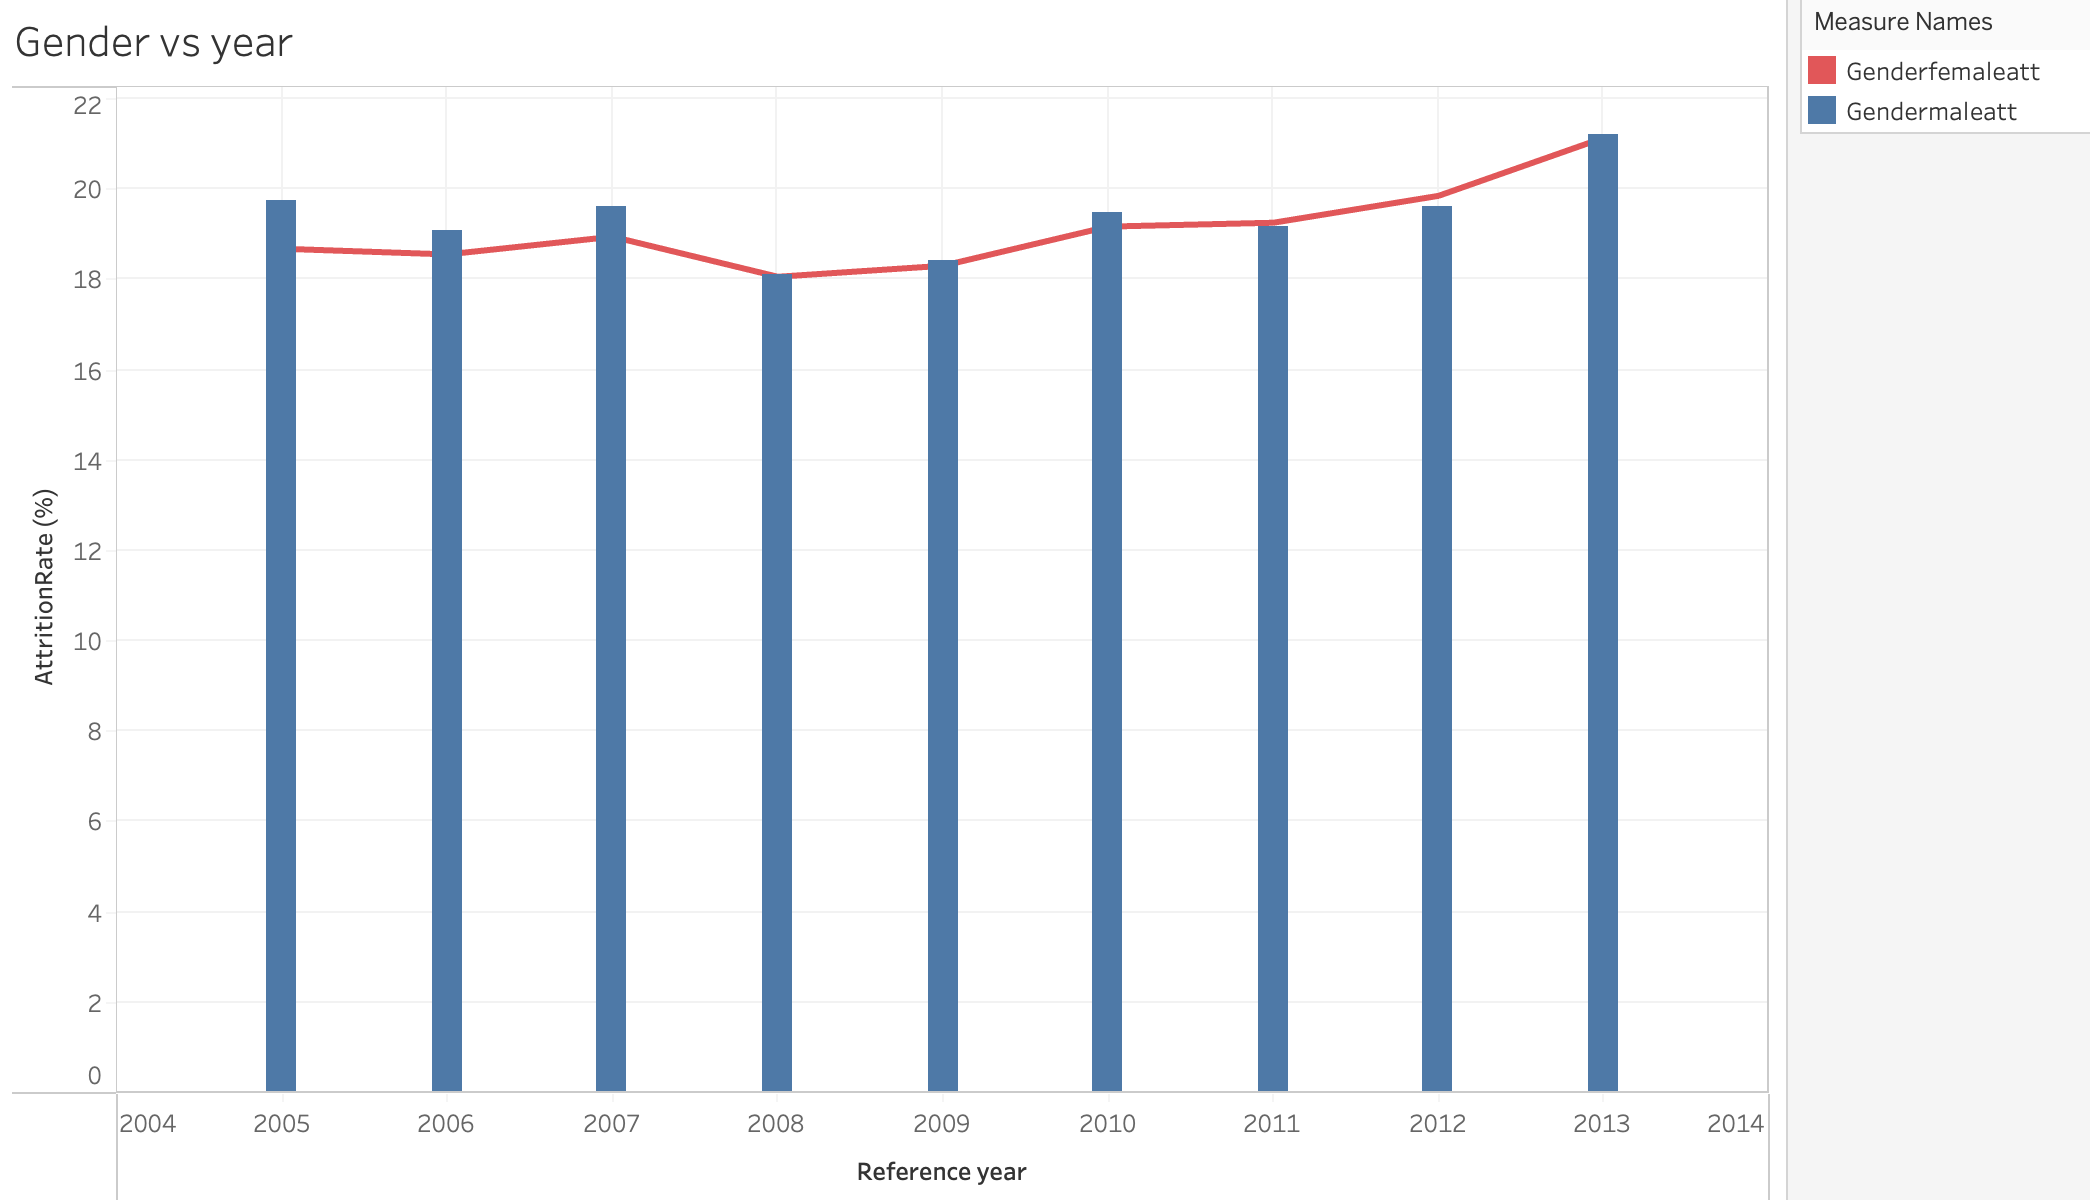 Gender vs year
Measure Names
Genderfemaleatt
Gendermaleatt
AttritionRate (%)
22
20
18
16
14
12
10
8
6
4
2
0
2004 2005 2006 2007 2008 2009 2010 2011 2012 2013 2014
Reference year